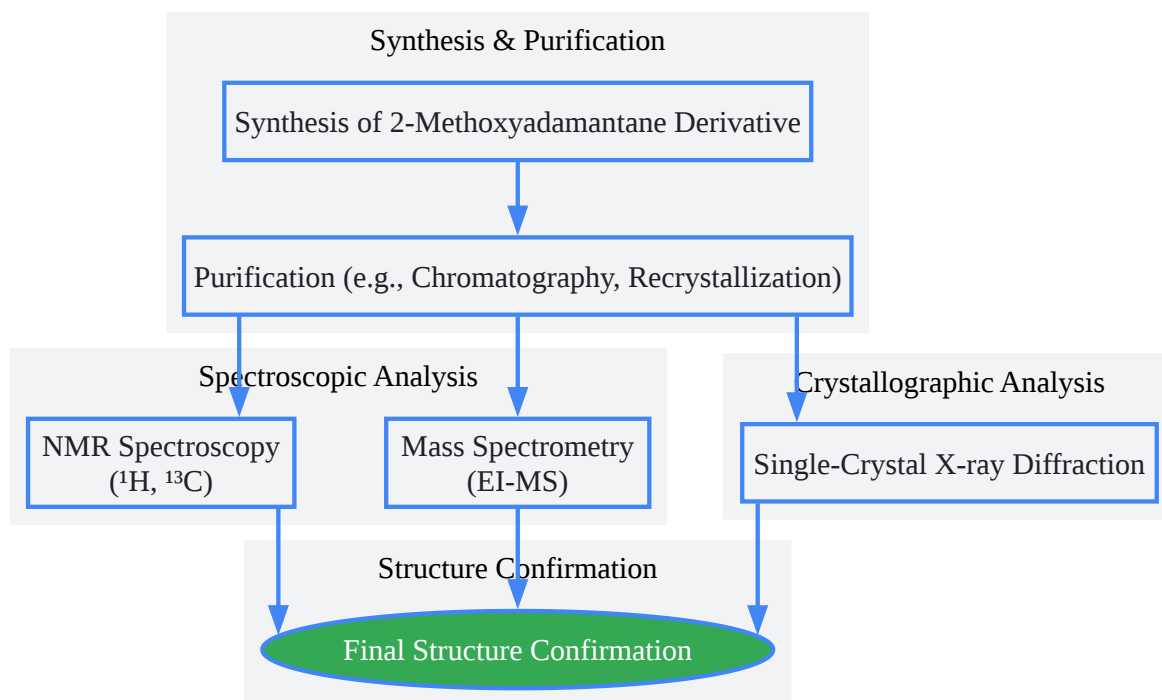 Synthesis & Purification
Synthesis of 2-Methoxyadamantane Derivative
Purification (e.g., Chromatography, Recrystallization)
Spectroscopic Analysis
Crystallographic Analysis
NMR Spectroscopy
(¹H, ¹³C)
Mass Spectrometry
(EI-MS)
Single-Crystal X-ray Diffraction
Structure Confirmation
Final Structure Confirmation